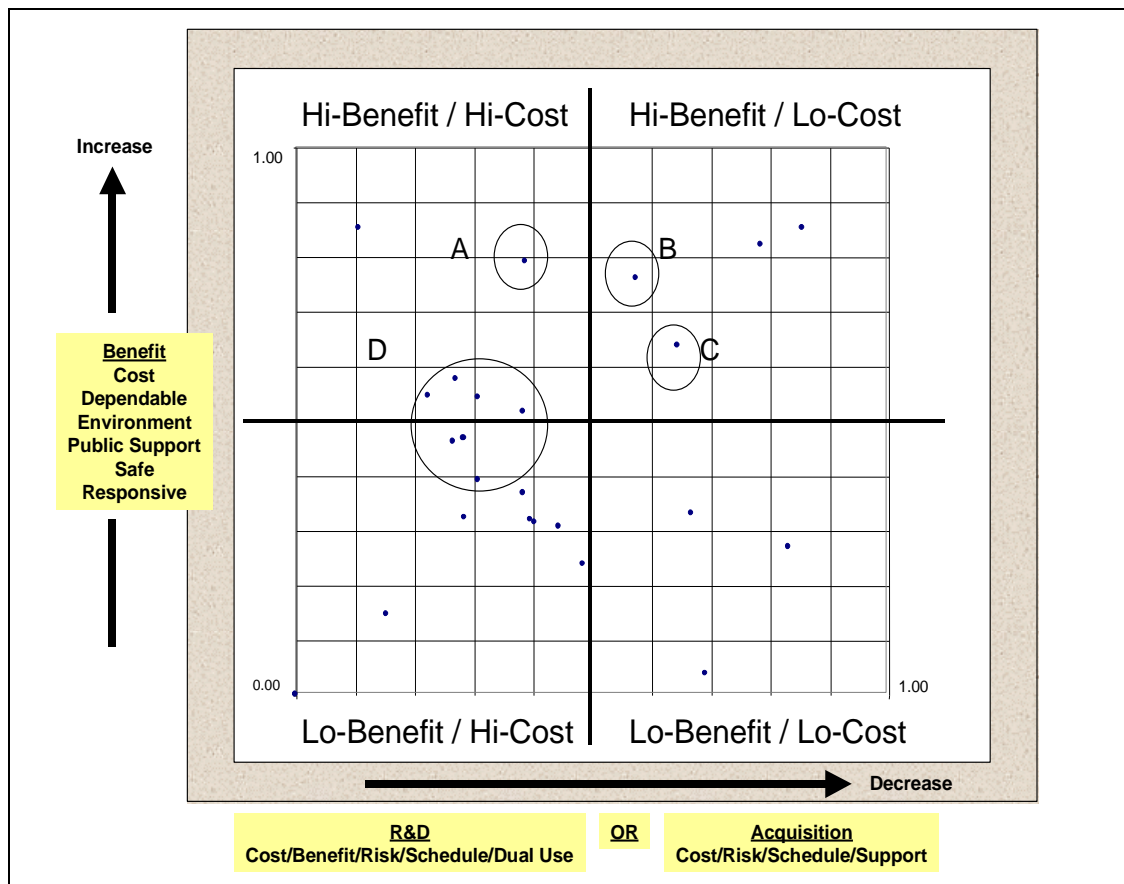 Hi-Benefit / Hi-Cost
Hi-Benefit / Lo-Cost
Increase
1.00
A
B
D
C
Benefit
Cost
Dependable
Environment
Public Support
Safe
Responsive
0.00
1.00
Lo-Benefit / Hi-Cost
Lo-Benefit / Lo-Cost
Decrease
R&D
Cost/Benefit/Risk/Schedule/Dual Use
OR
Acquisition
Cost/Risk/Schedule/Support